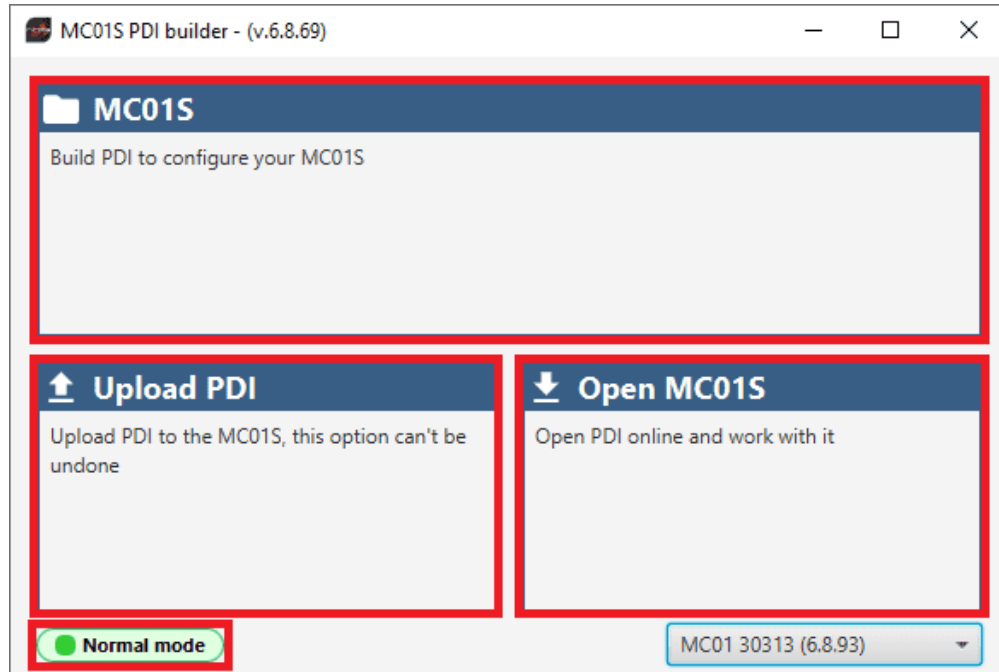 MC01S PDI builder - (v.6.8.69)
MC01S
Build PDI to configure your MC01S
Upload PDI
Upload PDI to the MC01S, this option can't be
undone
Open MC01S
Open PDI online and work with it
Normal mode
MC01 30313 (6.8.93)